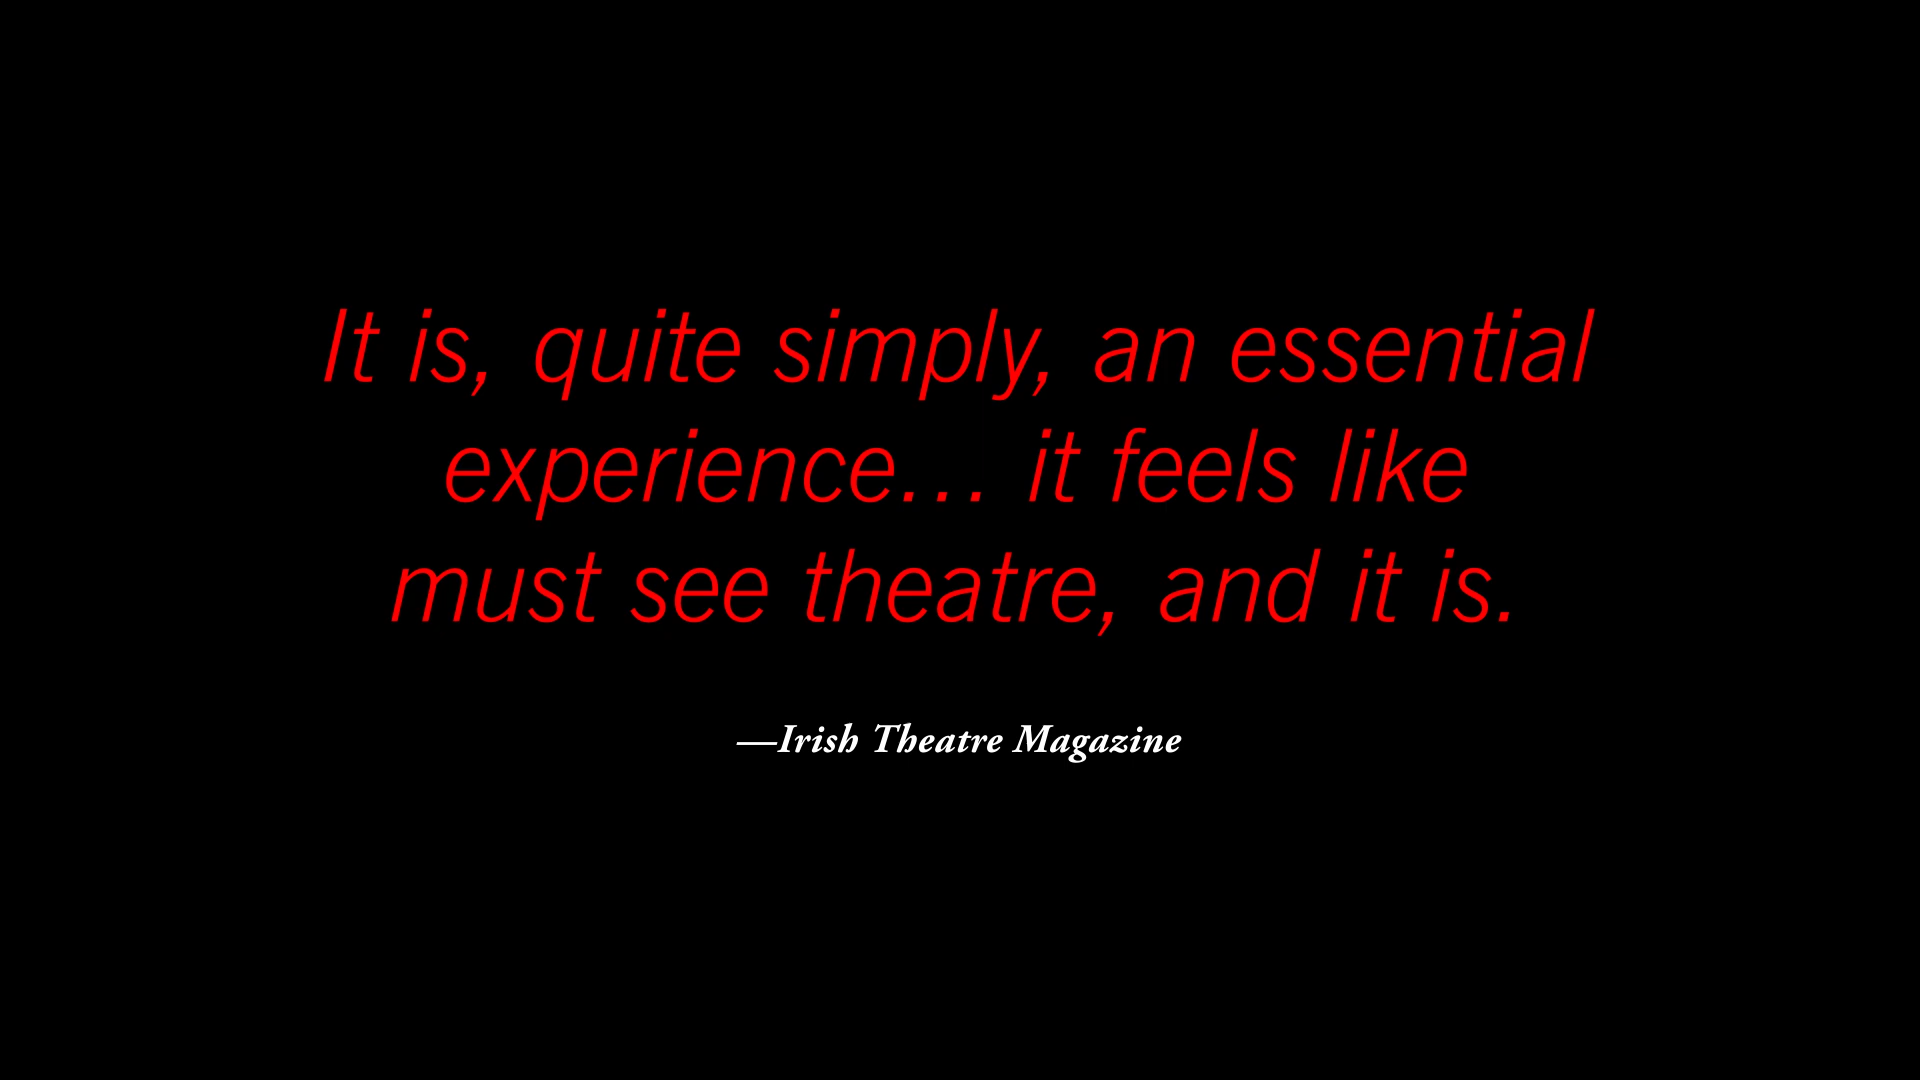 It is, quite simply, an essential
experience… it feels like
must see theatre, and it is.
—Irish Theatre Magazine